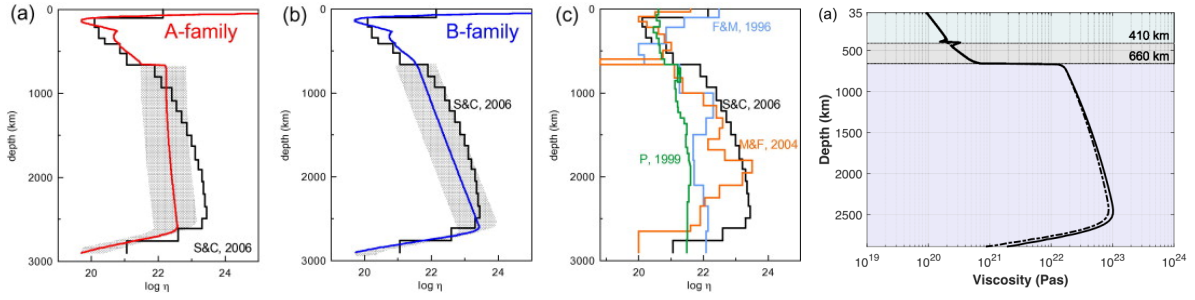 (a)
A-family
S&C, 2006
0
1000
2000
3000
depth (km)
20
22
24
log η
(b)
B-family
S&C, 2006
0
1000
2000
3000
depth (km)
20
22
24
log η
(c)
F&M, 1996
S&C, 2006
M&F, 2004
P, 1999
0
1000
2000
3000
depth (km)
20
22
24
log η
(a)
35
410 km
500
660 km
1000
1500
2000
2500
Depth (km)
10^19
10^20
10^21
10^22
10^23
10^24
Viscosity (Pas)